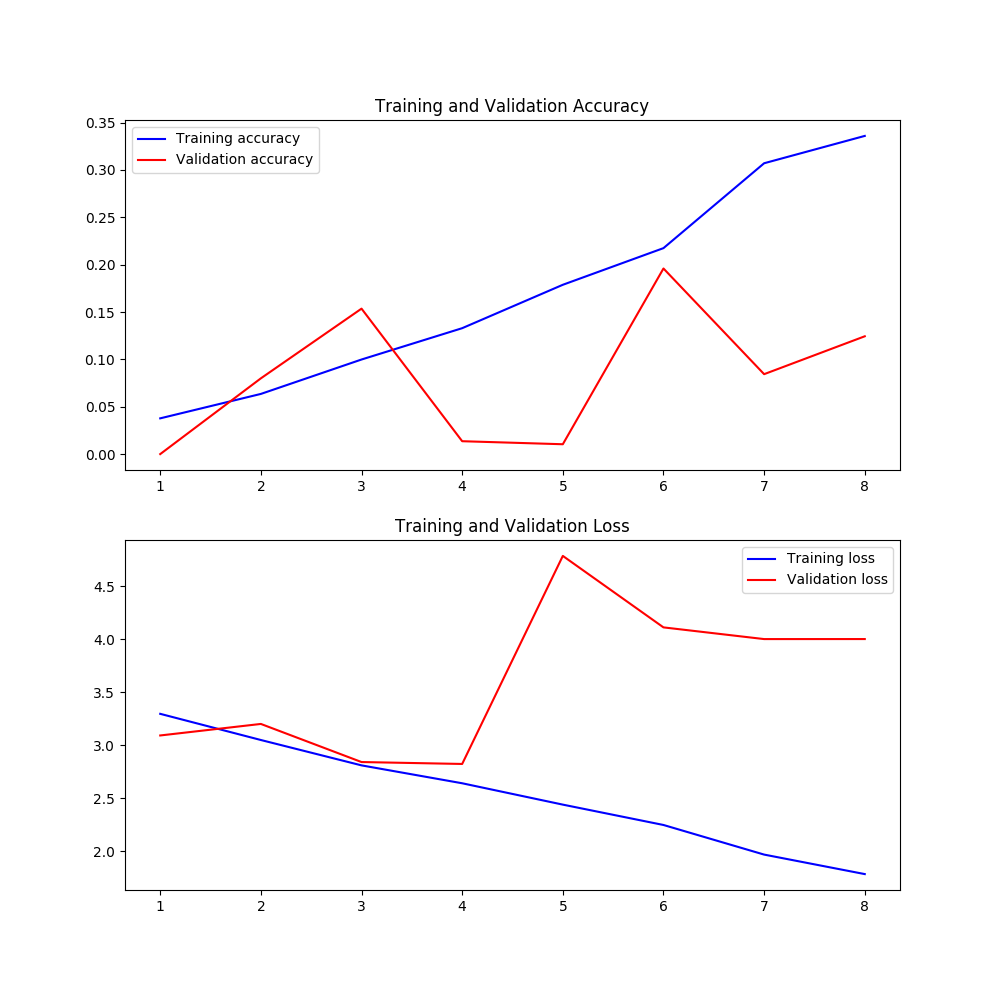 Training and Validation Accuracy
0.35
0.30
0.25
0.20
0.15
0.10
0.05
0.00
Training accuracy
Validation accuracy
1 2 3 4 5 6 7 8
Training and Validation Loss
4.5
4.0
3.5
3.0
2.5
2.0
Training loss
Validation loss
1 2 3 4 5 6 7 8